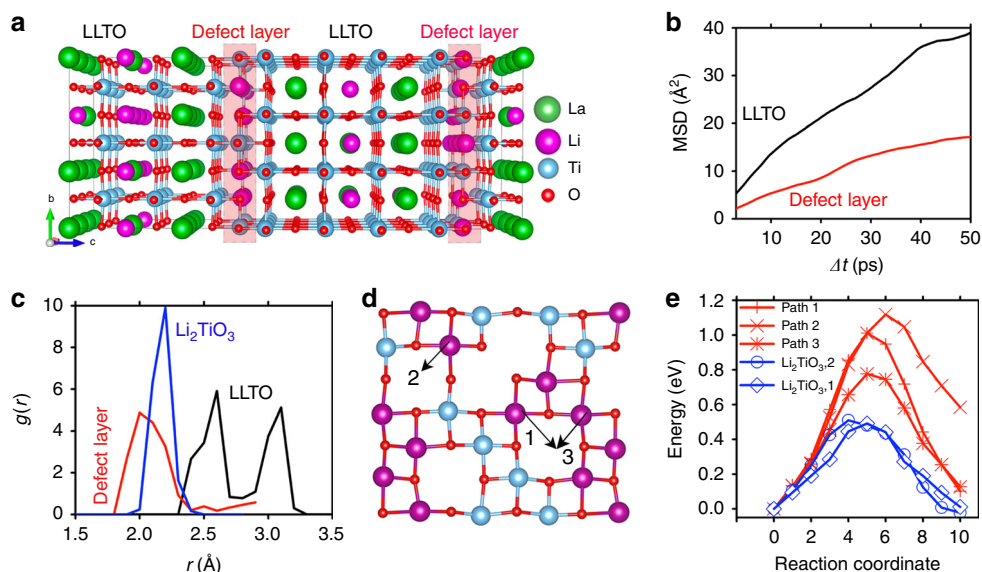 a
LLTO
Defect layer
LLTO
Defect layer
La
Li
Ti
O
b
c
b
MSD (Å²)
40
30
20
10
0
LLTO
Defect layer
10
20
30
40
50
Δt (ps)
c
g(r)
10
8
6
4
2
0
Li₂TiO₃
LLTO
Defect layer
1.5
2.0
2.5
3.0
3.5
r (Å)
d
2
1
3
e
Energy (eV)
1.2
1.0
0.8
0.6
0.4
0.2
0.0
Path 1
Path 2
Path 3
Li₂TiO₃,2
Li₂TiO₃,1
0
2
4
6
8
10
Reaction coordinate